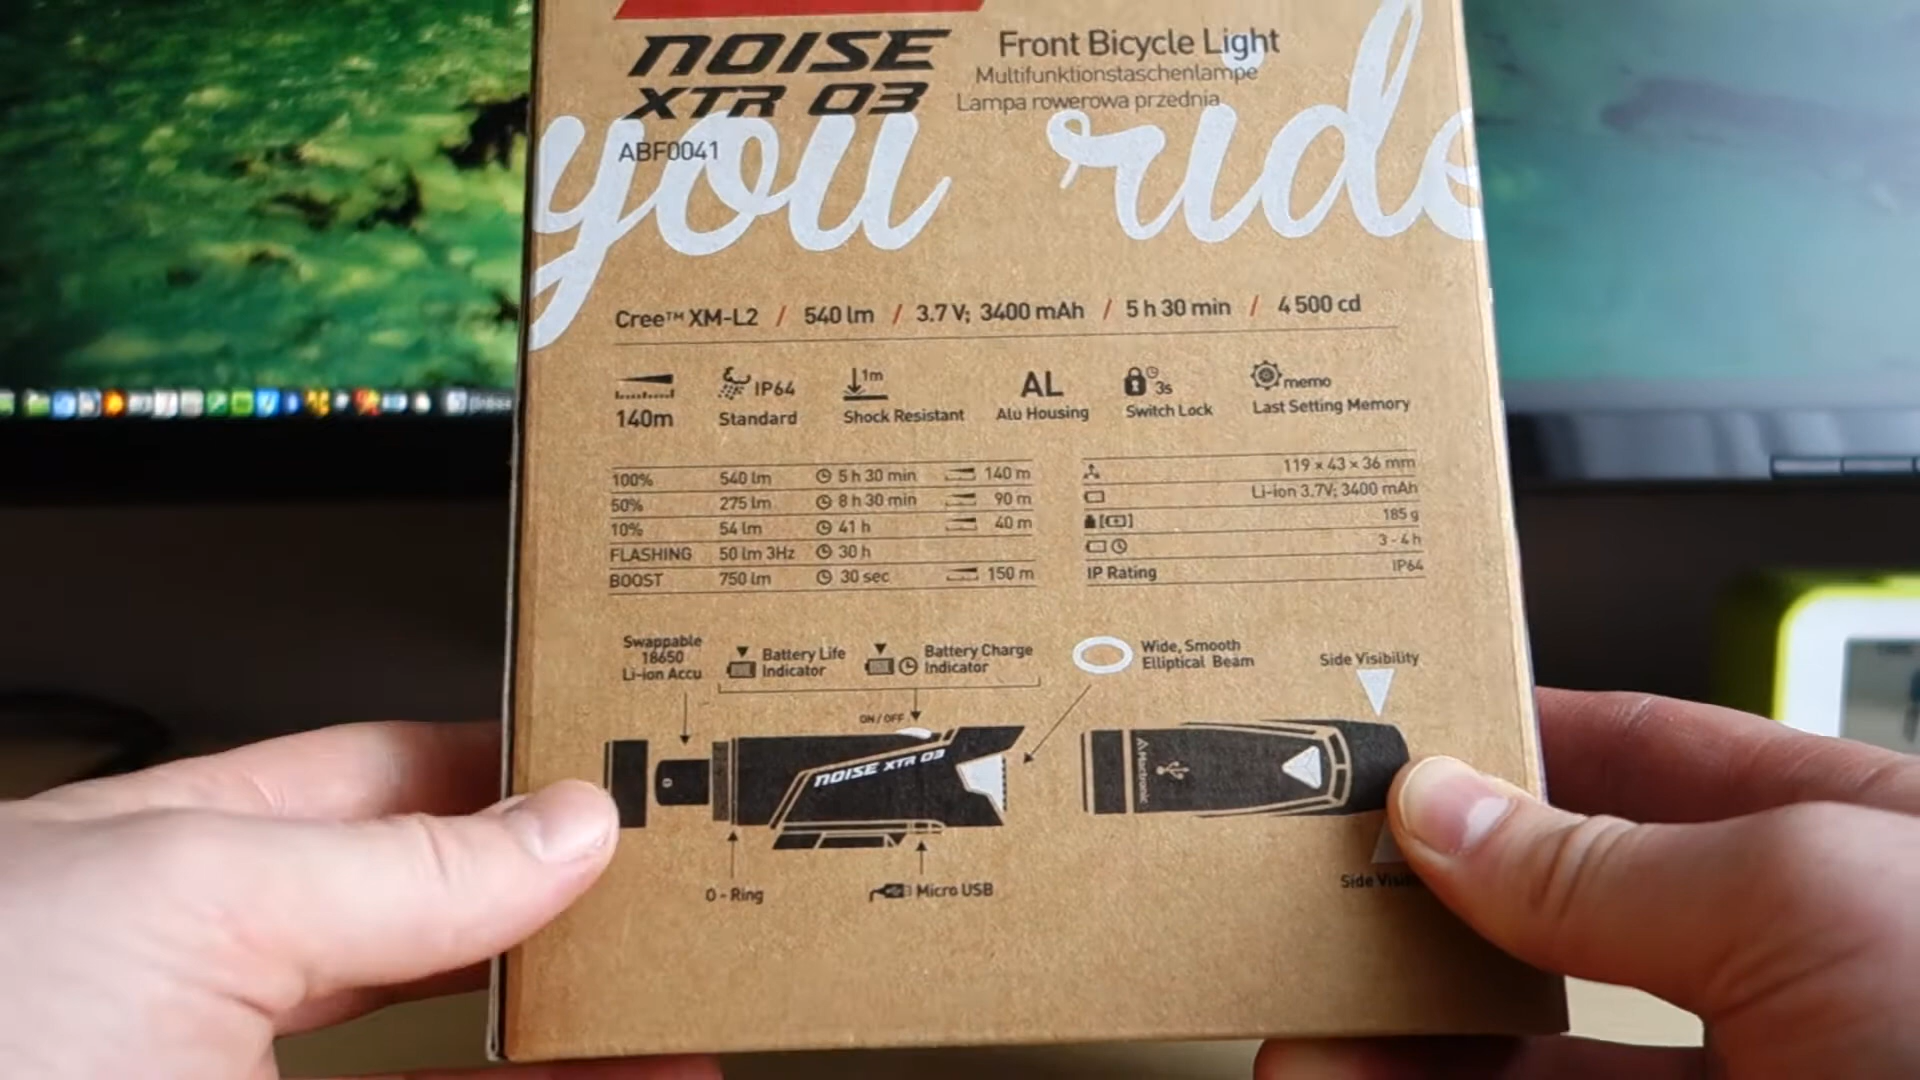 NOISE
XTR 03
Front Bicycle Light
Multifunktionstaschenlampe
Lampa rowerowa przednia
ABF0041
you ride
Cree™ XM-L2 / 540 lm / 3.7 V; 3400 mAh / 5 h 30 min / 4 500 cd
140m
IP64
Standard
1m
Shock Resistant
AL
Alu Housing
3s
Switch Lock
memo
Last Setting Memory
100% 540 lm 5 h 30 min 140 m
50% 275 lm 8 h 30 min 90 m
10% 54 lm 41 h 40 m
FLASHING 50 lm 3Hz 30 h
BOOST 750 lm 30 sec 150 m
119 x 43 x 36 mm
Li-ion 3.7V; 3400 mAh
185 g
3 - 4 h
IP Rating IP64
Swappable
18650
Li-ion Accu
Battery Life
Indicator
Battery Charge
Indicator
Wide, Smooth
Elliptical Beam
Side Visibility
ON / OFF
NOISE XTR 03
Mactronic
O - Ring
Micro USB
Side